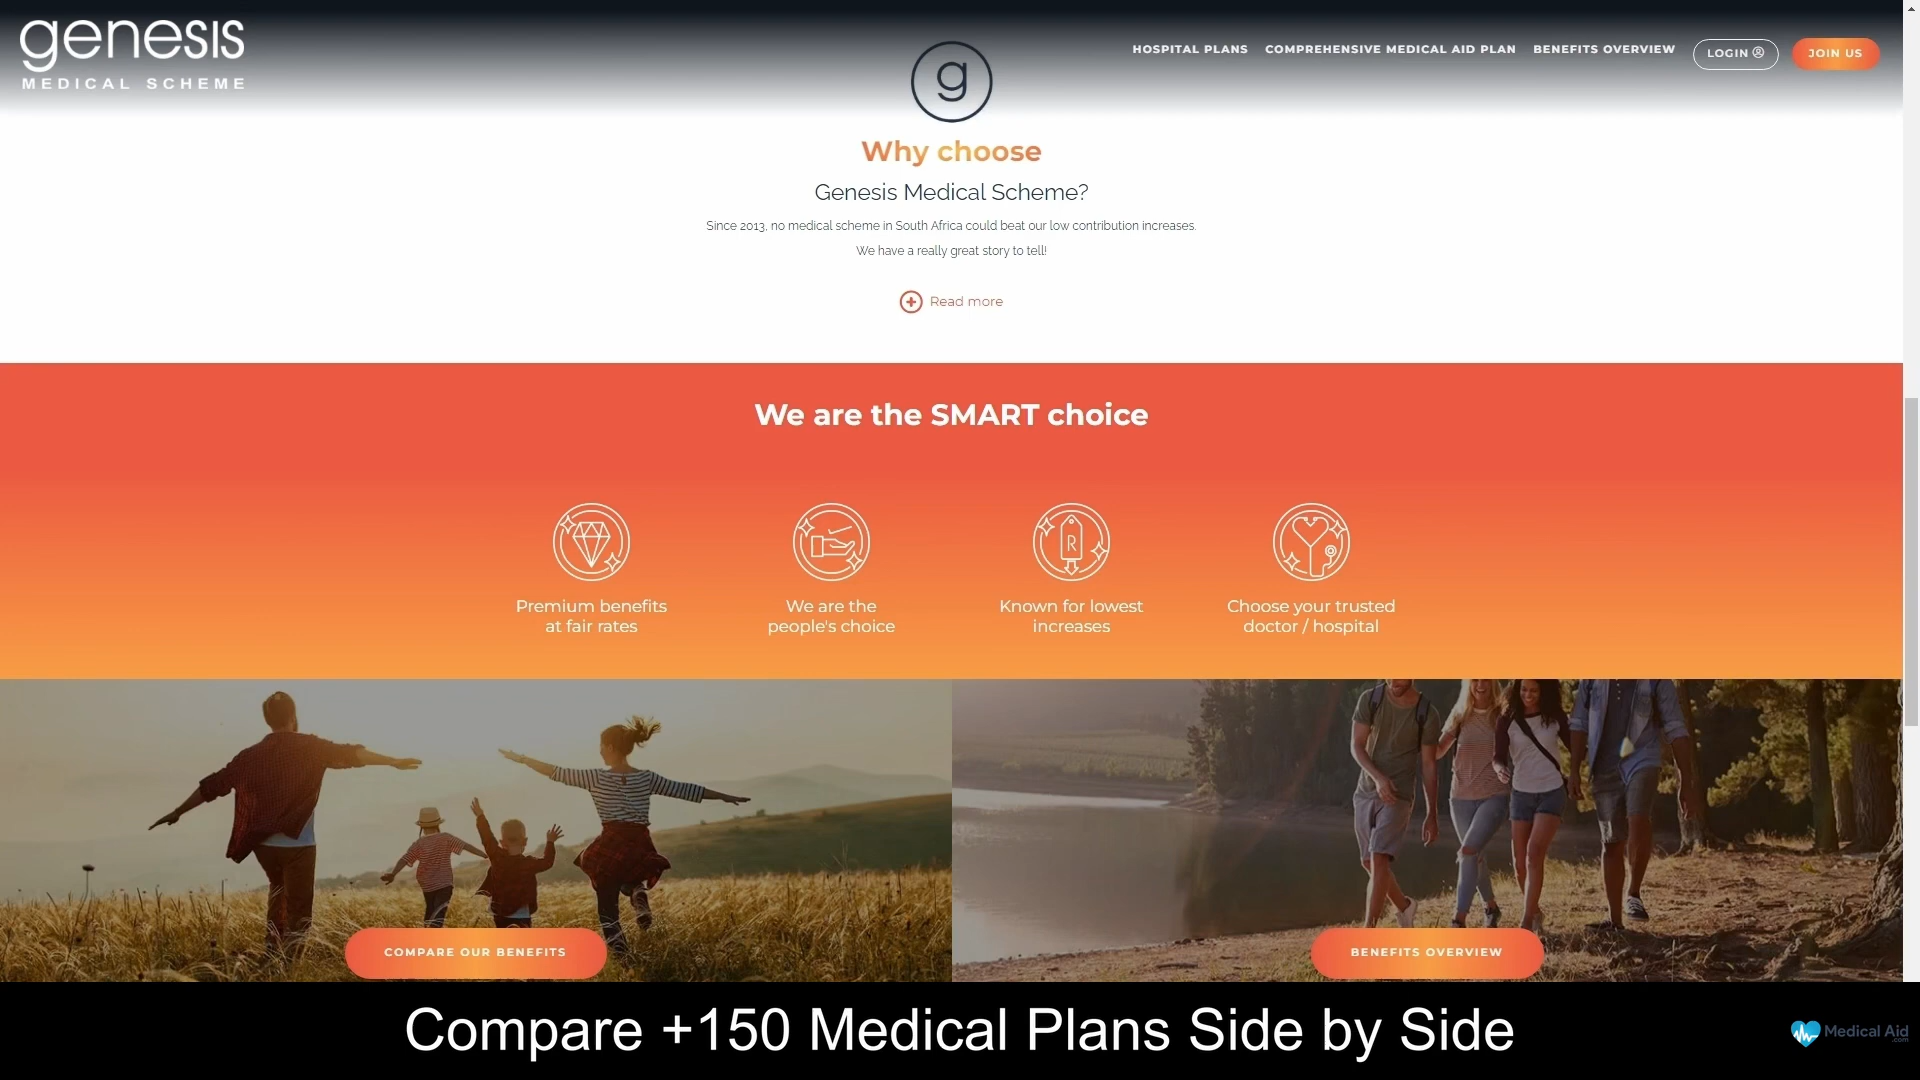 genesis
MEDICAL SCHEME
HOSPITAL PLANS
COMPREHENSIVE MEDICAL AID PLAN
BENEFITS OVERVIEW
LOGIN
JOIN US
g
Why choose
Genesis Medical Scheme?
Since 2013, no medical scheme in South Africa could beat our low contribution increases.
We have a really great story to tell!
Read more
We are the SMART choice
R
Premium benefits
at fair rates
We are the
people's choice
Known for lowest
increases
Choose your trusted
doctor / hospital
COMPARE OUR BENEFITS
BENEFITS OVERVIEW
Compare +150 Medical Plans Side by Side
Medical Aid
.com